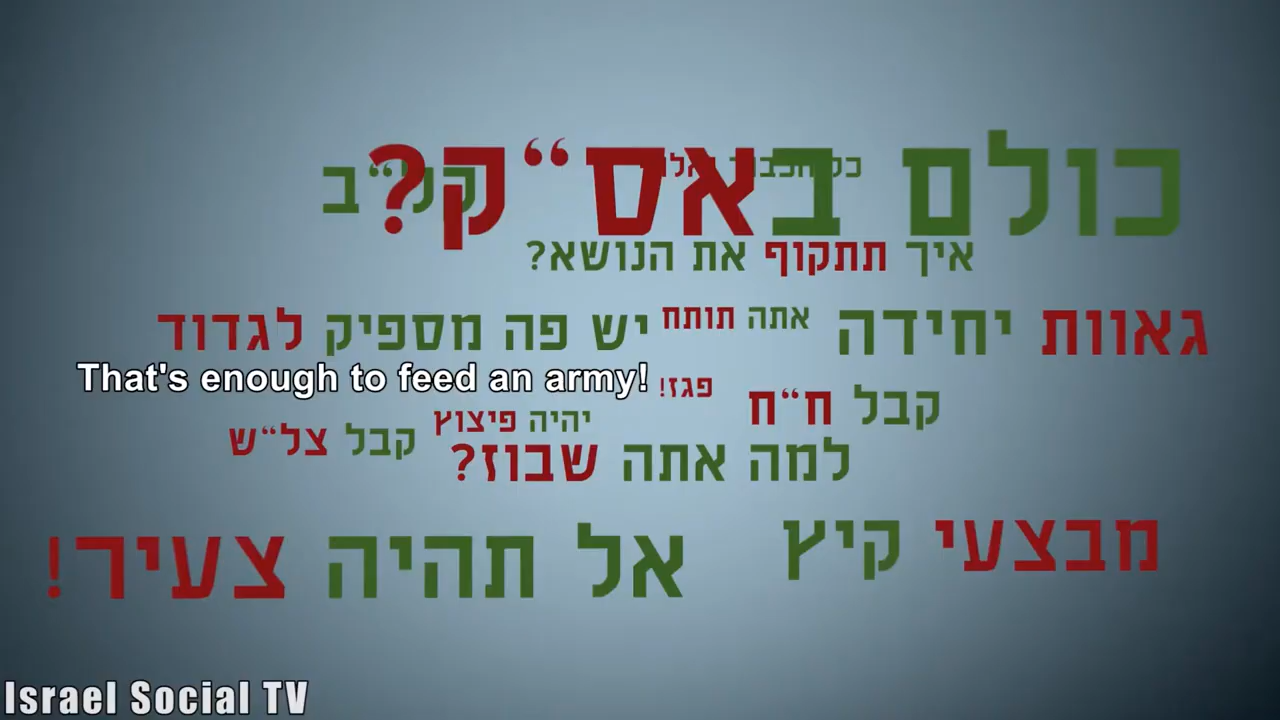 כולם באס"ק?
קל"ב
איך תתקוף את הנושא?
גאוות יחידה
אתה תותח
יש פה מספיק לגדוד
That's enough to feed an army!
פגז!
קבל ח"ח
יהיה פיצוץ
קבל צל"ש
למה אתה שבוז?
מבצעי קיץ
אל תהיה צעיר!
Israel Social TV